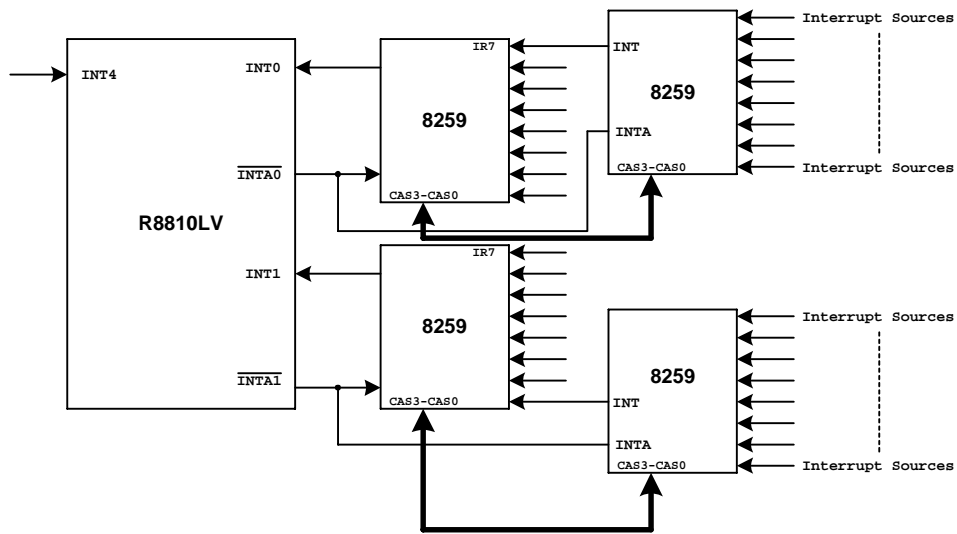 Interrupt Sources
IR7
INT
INT4
INT0
8259
8259
INTA
INTA0
CAS3-CAS0
Interrupt Sources
CAS3-CAS0
R8810LV
IR7
INT1
Interrupt Sources
8259
8259
INTA1
CAS3-CAS0
INT
INTA
CAS3-CAS0
Interrupt Sources